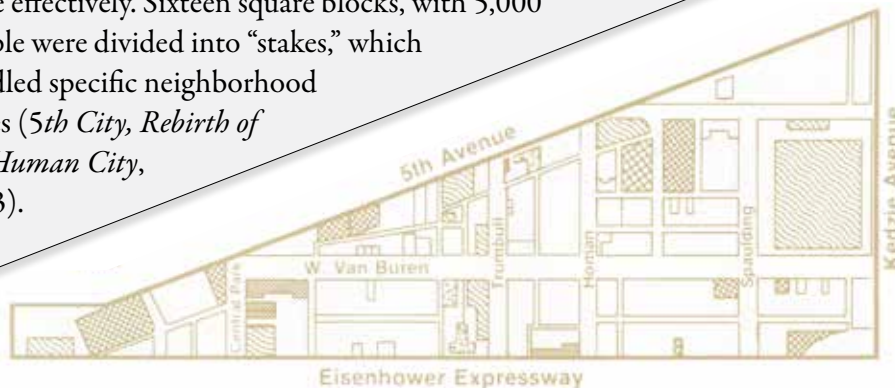 e effectively. Sixteen square blocks, with 5,000
ple were divided into “stakes,” which
lled specific neighborhood
s (5th City, Rebirth of
Human City,
3).
5th Avenue
W. Van Buren
Central Park
Trumbull
Homan
Spaulding
Kedzie Avenue
Eisenhower Expressway